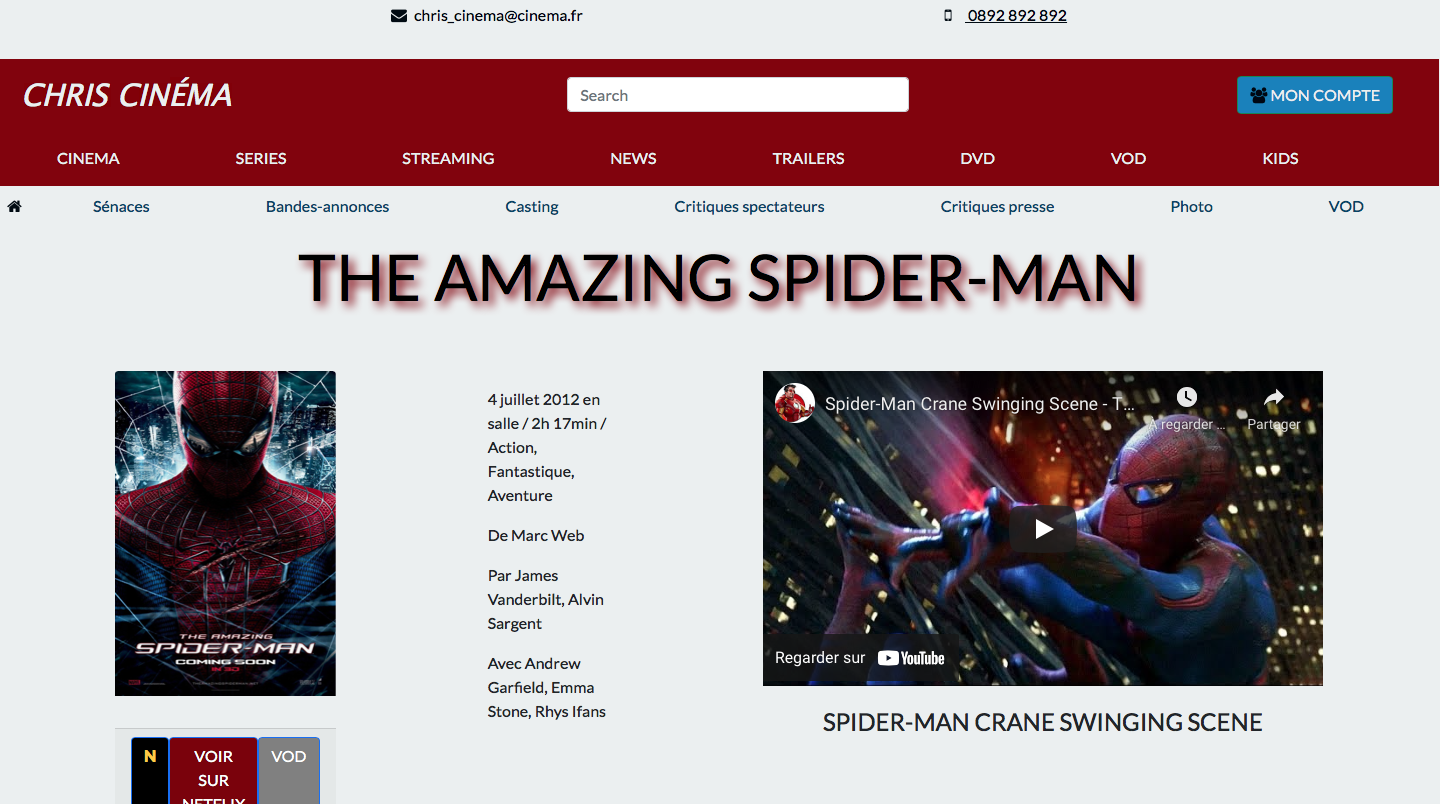 chris_cinema@cinema.fr
0892 892 892
CHRIS CINÉMA
Search
MON COMPTE
CINEMA
SERIES
STREAMING
NEWS
TRAILERS
DVD
VOD
KIDS
Sénaces
Bandes-annonces
Casting
Critiques spectateurs
Critiques presse
Photo
VOD
THE AMAZING SPIDER-MAN
THE AMAZING
SPIDER-MAN
COMING SOON
IN 3D
4 juillet 2012 en
salle / 2h 17min /
Action,
Fantastique,
Aventure
De Marc Web
Par James
Vanderbilt, Alvin
Sargent
Avec Andrew
Garfield, Emma
Stone, Rhys Ifans
Spider-Man Crane Swinging Scene - T...
À regarder ...
Partager
Regarder sur YouTube
SPIDER-MAN CRANE SWINGING SCENE
N
VOIR
SUR
NETFLIX
VOD